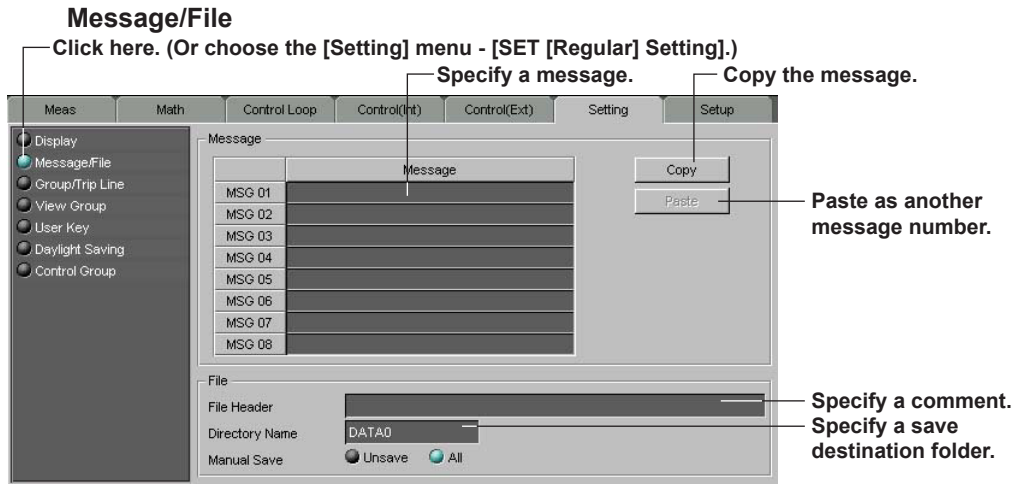 Message/File
Click here. (Or choose the [Setting] menu - [SET [Regular] Setting].)
Specify a message.
Copy the message.
Meas Math Control Loop Control(Int) Control(Ext) Setting Setup
Display
Message/File
Group/Trip Line
View Group
User Key
Daylight Saving
Control Group
Message
Message
MSG 01
MSG 02
MSG 03
MSG 04
MSG 05
MSG 06
MSG 07
MSG 08
Copy
Paste
Paste as another
message number.
File
File Header
Directory Name DATA0
Manual Save Unsave All
Specify a comment.
Specify a save
destination folder.